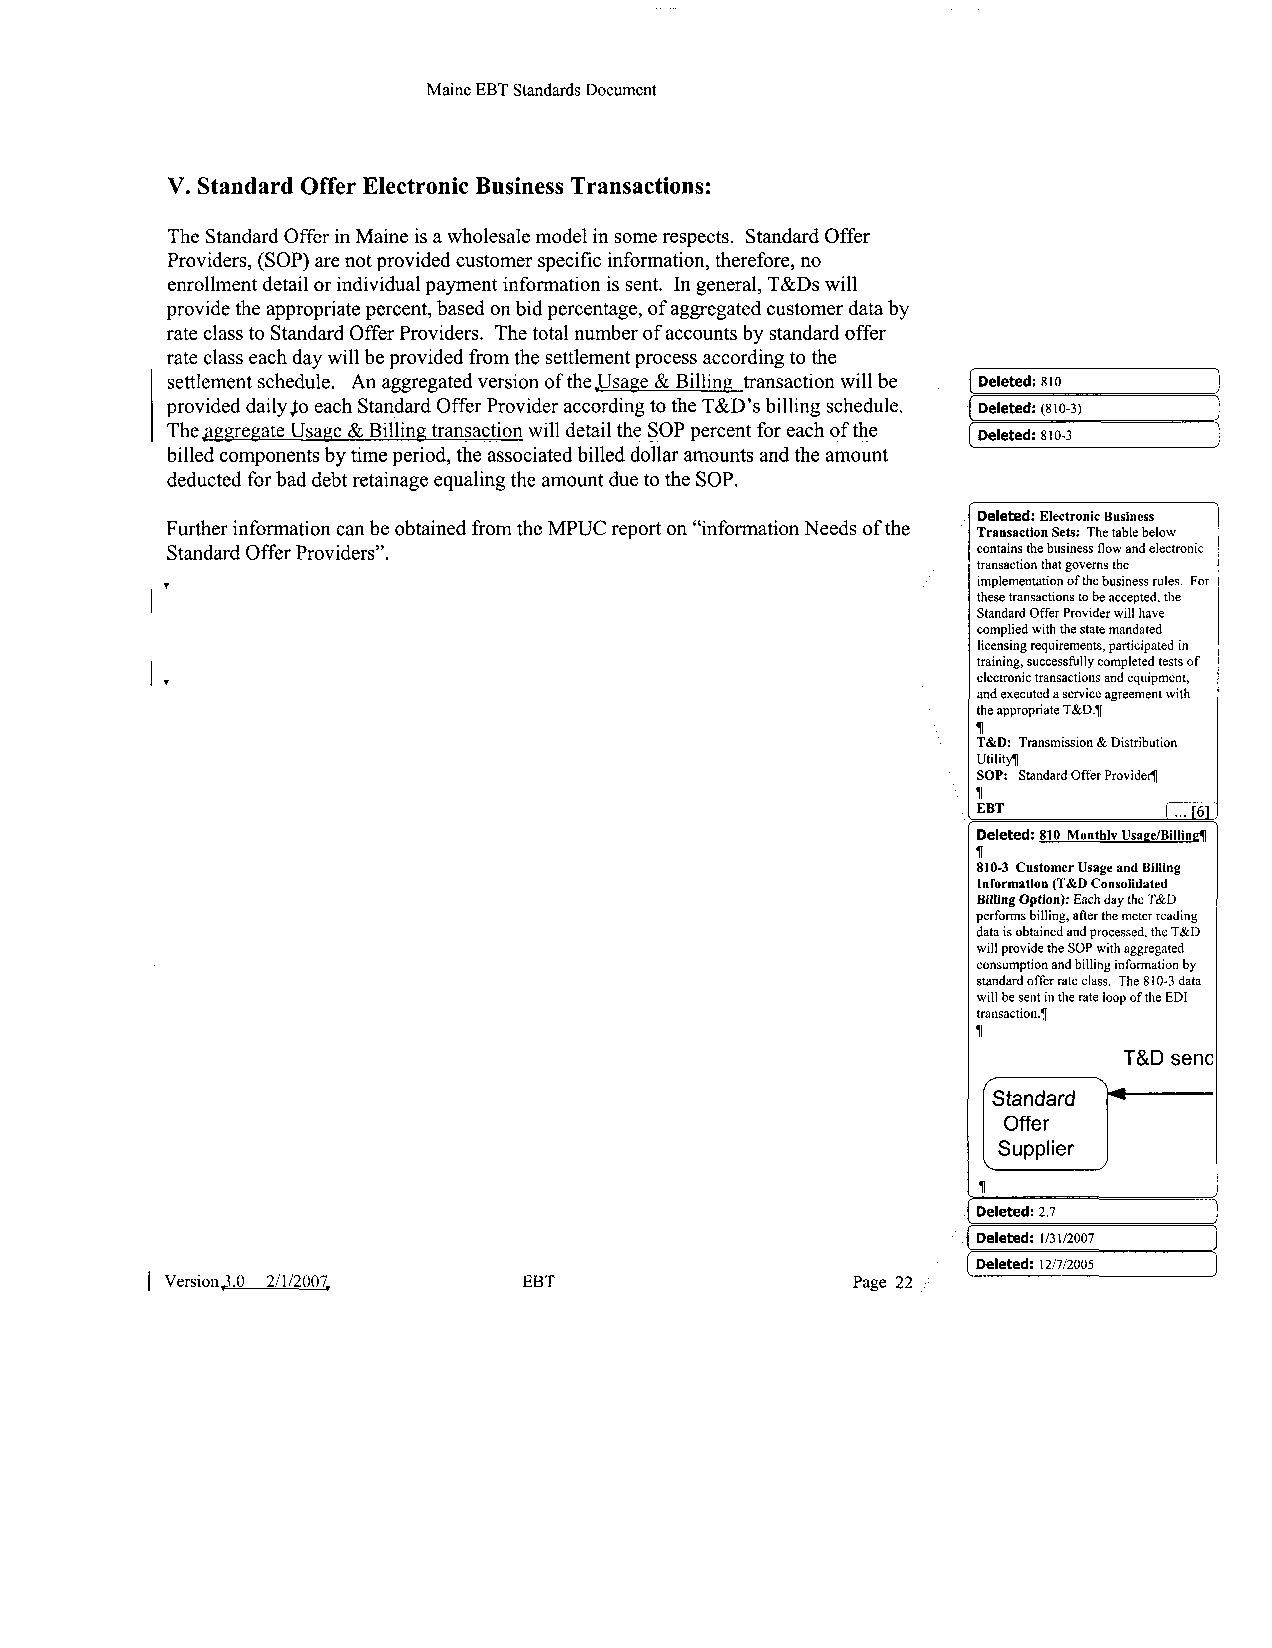 Maine EBT Standards Document
V. Standard Offer Electronic Business Transactions:
The Standard Offer in Maine is a wholesale model in some respects. Standard Offer
Providers, (SOP) are not provided customer specific information, therefore, no
enrollment detail or individual payment information is sent. In general, T&Ds will
provide the appropriate percent, based on bid percentage, of aggregated customer data by
rate class to Standard Offer Providers. The total number of accounts by standard offer
rate class each day will be provided from the settlement process according to the
settlement schedule. An aggregated version of the Usage & Billing transaction will be
provided daily to each Standard Offer Provider according to the T&D's billing schedule.
The aggregate Usage & Billing transaction will detail the SOP percent for each of the
billed components by time period, the associated billed dollar amounts and the amount
deducted for bad debt retainage equaling the amount due to the SOP.
Further information can be obtained from the MPUC report on "information Needs of the
Standard Offer Providers".
Deleted: 810
Deleted: (810-3)
Deleted: 810-3
Deleted: Electronic Business
Transaction Sets: The table below
contains the business flow and electronic
transaction that governs the
implementation of the business rules. For
these transactions to be accepted, the
Standard Offer Provider will have
complied with the state mandated
licensing requirements, participated in
training, successfully completed tests of
electronic transactions and equipment,
and executed a service agreement with
the appropriate T&D.¶
¶
T&D: Transmission & Distribution
Utility¶
SOP: Standard Offer Provider¶
¶
EBT ... [6]
Deleted: 810 Monthly Usage/Billing¶
¶
810-3 Customer Usage and Billing
Information (T&D Consolidated
Billing Option): Each day the T&D
performs billing, after the meter reading
data is obtained and processed, the T&D
will provide the SOP with aggregated
consumption and billing information by
standard offer rate class. The 810-3 data
will be sent in the rate loop of the EDI
transaction.¶
¶
T&D senc
Standard
Offer
Supplier
¶
Deleted: 2.7
Deleted: 1/31/2007
Deleted: 12/7/2005
Version 3.0 2/1/2007 EBT Page 22